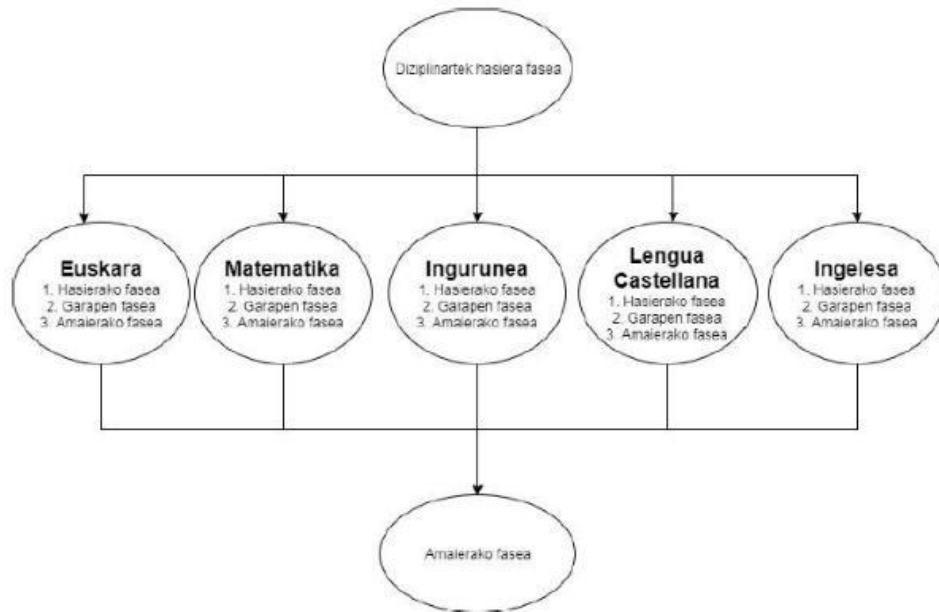 Diziplinartek hasiera fasea
Euskara
1. Hasierako fasea
2. Garapen fasea
3. Amaierako fasea
Matematika
1. Hasierako fasea
2. Garapen fasea
3. Amaierako fasea
Ingurunea
1. Hasierako fasea
2. Garapen fasea
3. Amaierako fasea
Lengua
Castellana
1. Hasierako fasea
2. Garapen fasea
3. Amaierako fasea
Ingelesa
1. Hasierako fasea
2. Garapen fasea
3. Amaierako fasea
Amaierako fasea